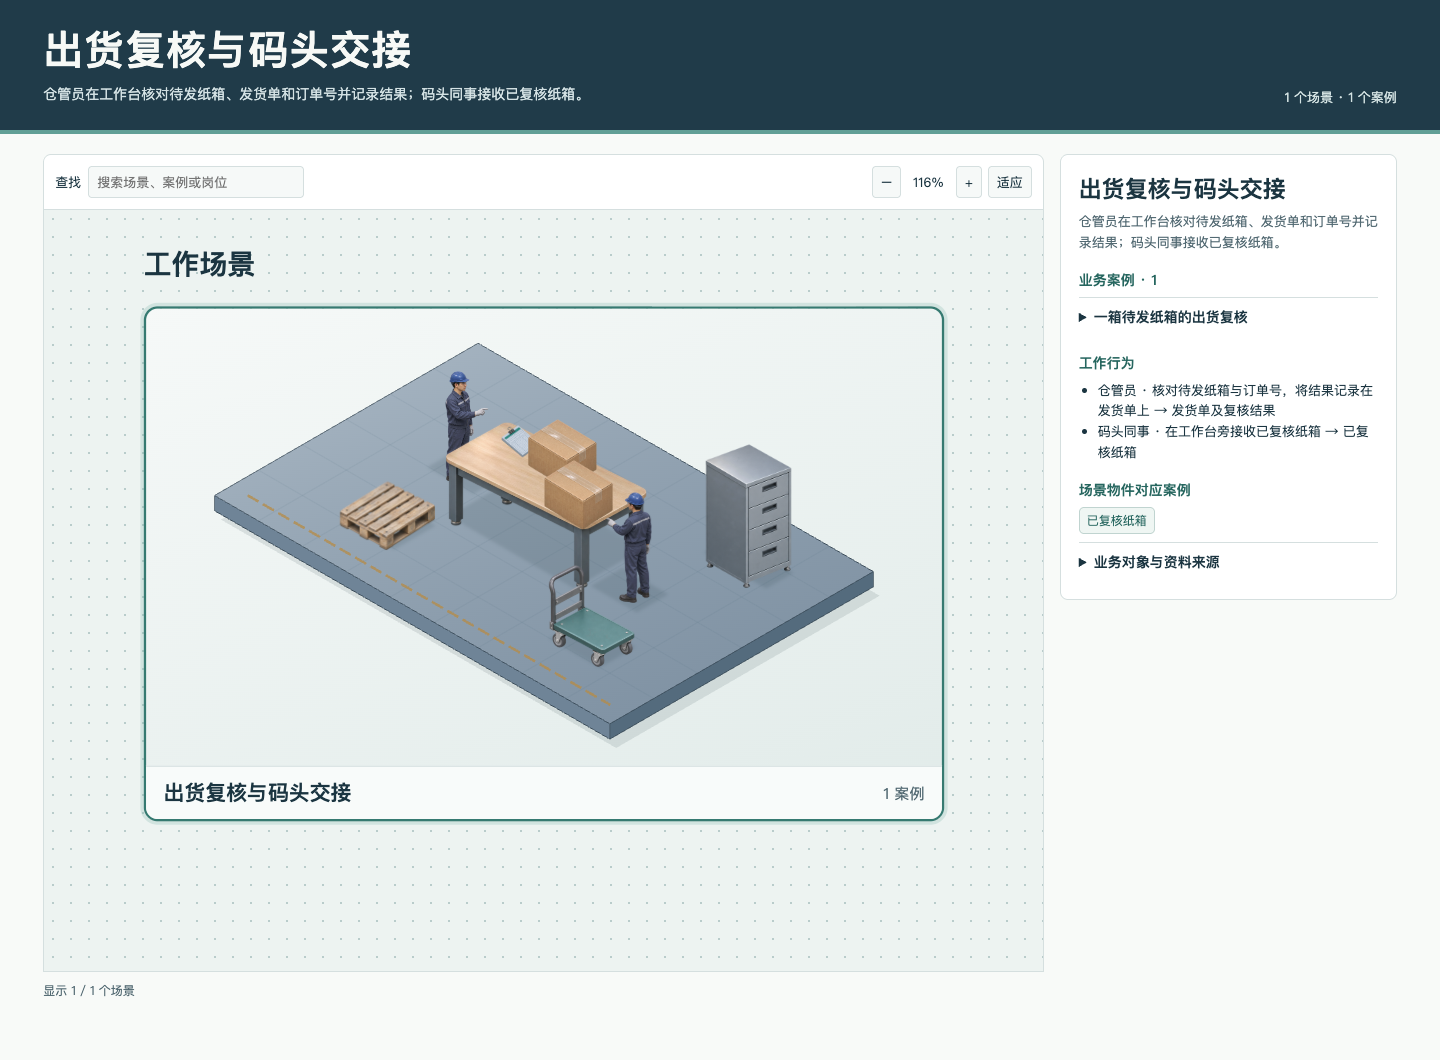 出货复核与码头交接
仓管员在工作台核对待发纸箱、发货单和订单号并记录结果；码头同事接收已复核纸箱。
1 个场景 · 1 个案例
查找
搜索场景、案例或岗位
−
116%
+
适应
工作场景
出货复核与码头交接
1 案例
显示 1 / 1 个场景
出货复核与码头交接
仓管员在工作台核对待发纸箱、发货单和订单号并记
录结果；码头同事接收已复核纸箱。
业务案例 · 1
▶ 一箱待发纸箱的出货复核
工作行为
• 仓管员 · 核对待发纸箱与订单号，将结果记录在
发货单上 → 发货单及复核结果
• 码头同事 · 在工作台旁接收已复核纸箱 → 已复
核纸箱
场景物件对应案例
已复核纸箱
▶ 业务对象与资料来源